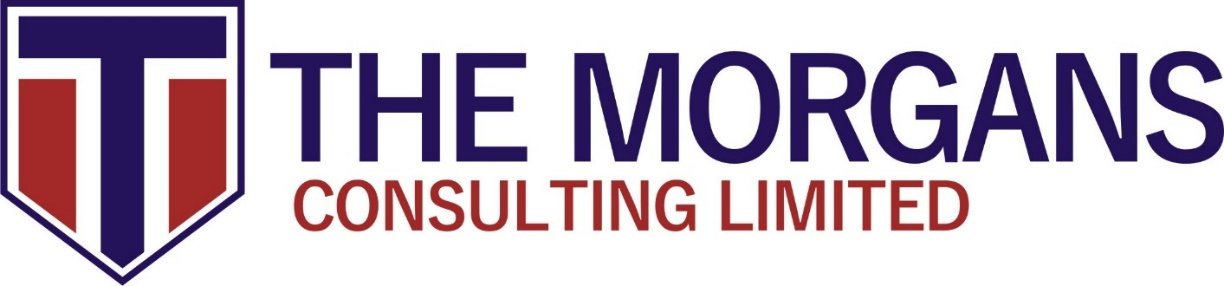 T
THE MORGANS
CONSULTING LIMITED